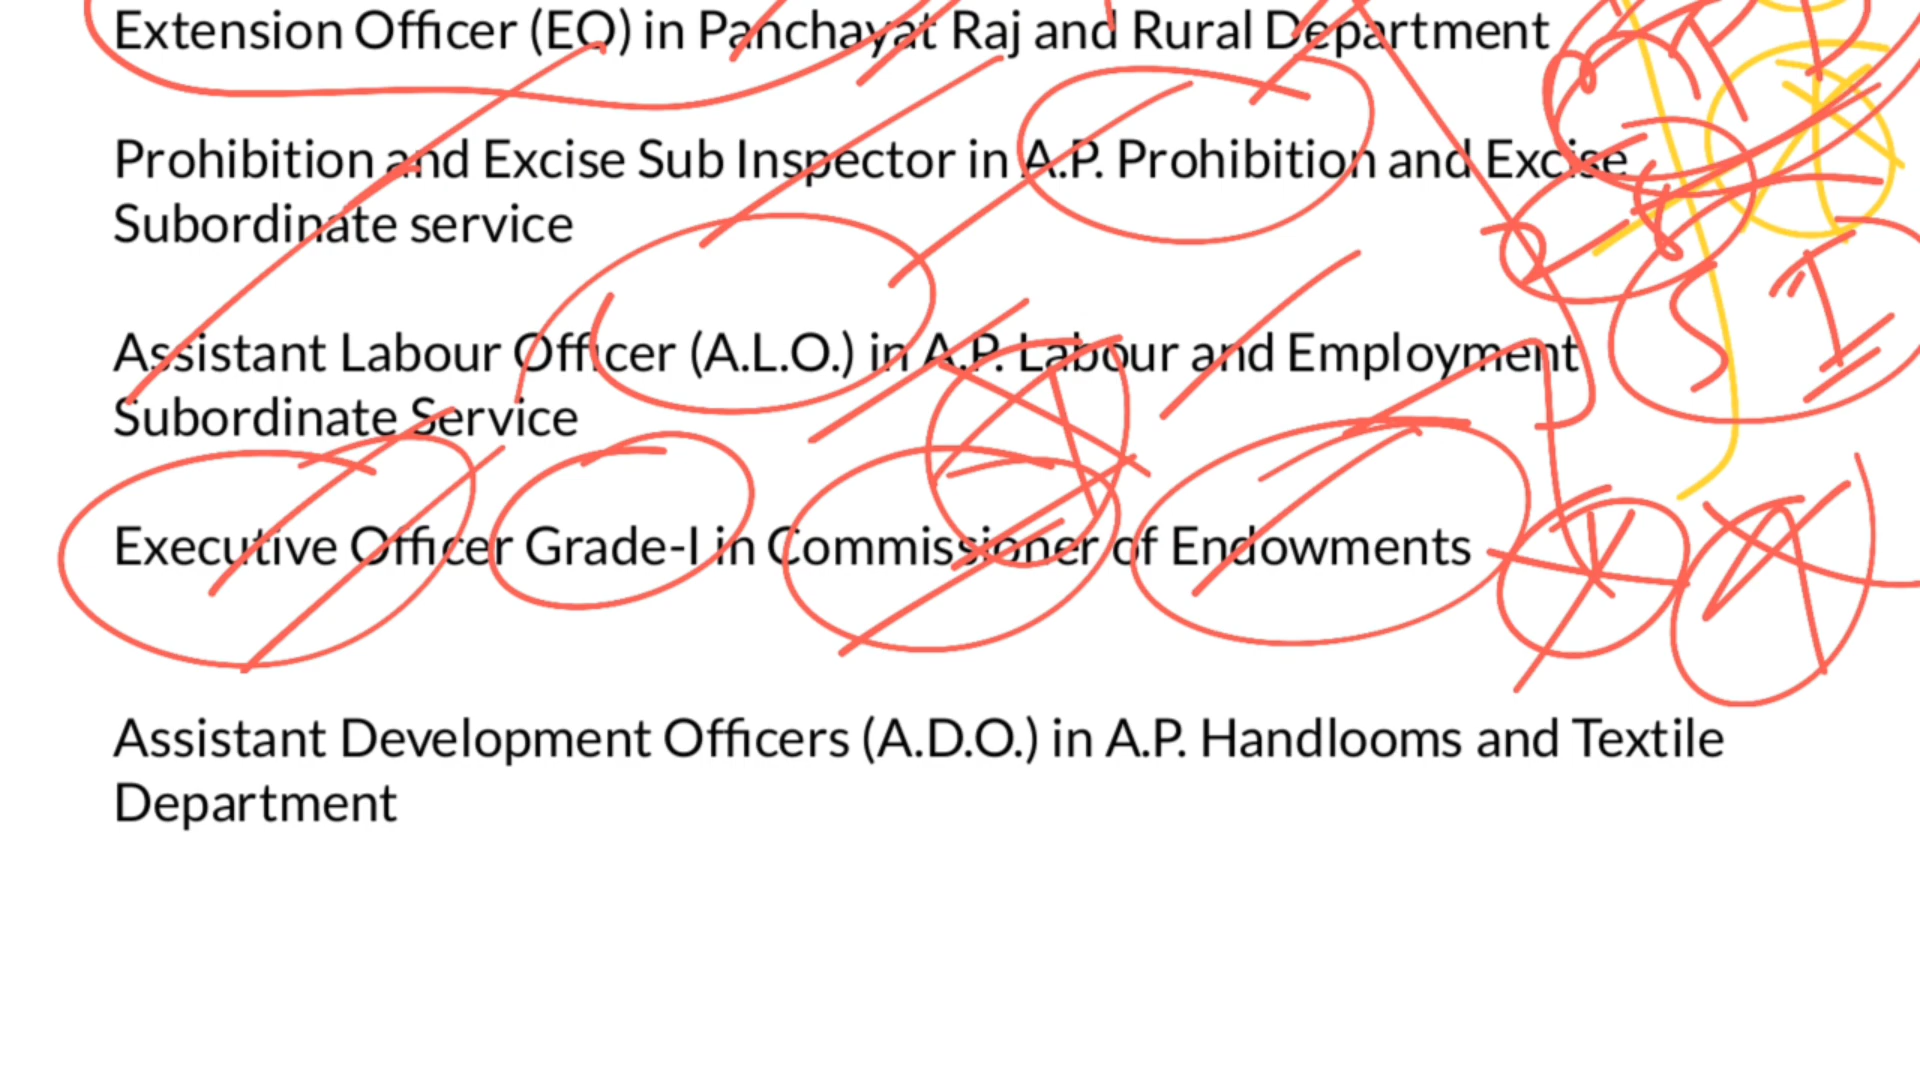 Extension Officer (EO) in Panchayat Raj and Rural Department
Prohibition and Excise Sub Inspector in A.P. Prohibition and Excise
Subordinate service
Assistant Labour Officer (A.L.O.) in A.P. Labour and Employment
Subordinate Service
Executive Officer Grade-I in Commissioner of Endowments
Assistant Development Officers (A.D.O.) in A.P. Handlooms and Textile
Department